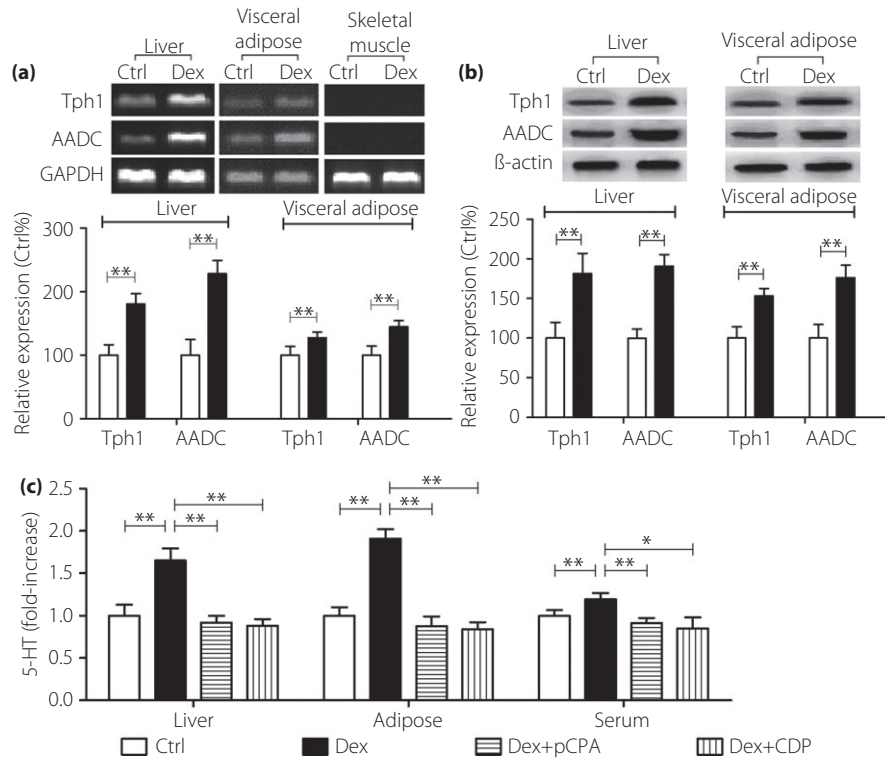 (a)
Liver
Visceral adipose
Skeletal muscle
Ctrl Dex Ctrl Dex Ctrl Dex
Tph1
AADC
GAPDH
Relative expression (Ctrl%)
300
200
100
0
Liver
Visceral adipose
** ** ** **
Tph1 AADC Tph1 AADC
(b)
Liver
Visceral adipose
Ctrl Dex Ctrl Dex
Tph1
AADC
ß-actin
Relative expression (Ctrl%)
250
200
150
100
50
0
Liver
Visceral adipose
** ** ** **
Tph1 AADC Tph1 AADC
(c)
5-HT (fold-increase)
2.5
2.0
1.5
1.0
0.5
0.0
** ** **
** ** **
** ** *
Liver Adipose Serum
Ctrl Dex Dex+pCPA Dex+CDP